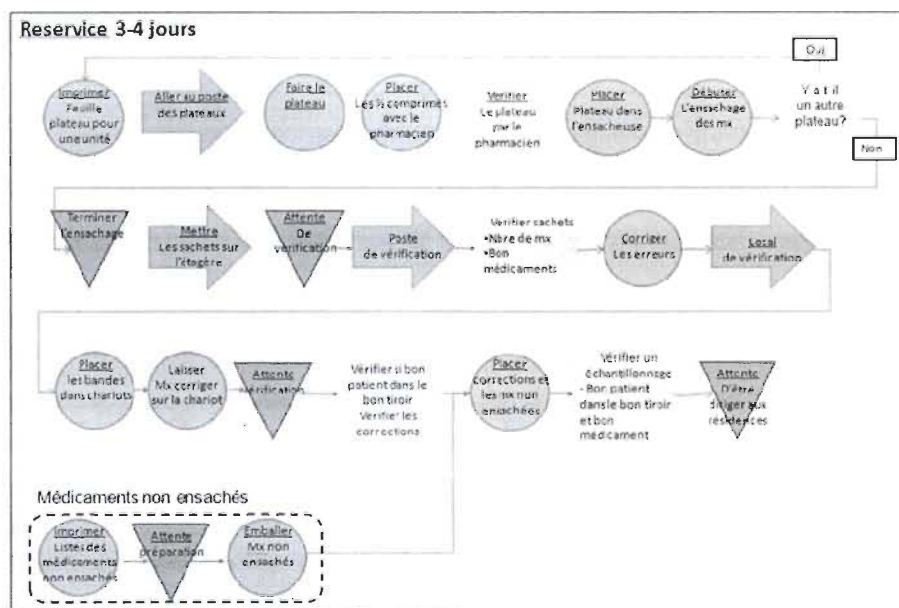 Reservice 3-4 jours
Oui
Imprimer
Feuille
plateau pour
une unité
Aller au poste
des plateaux
Faire le
plateau
Placer
Les ½ comprimés
avec le
pharmacien
Verifier
Le plateau
par le
pharmacien
Placer
Plateau dans
l'ensacheuse
Débuter
L'ensachage
des mx
Y a t il
un autre
plateau?
Non
Terminer
L'ensachage
Mettre
Les sachets sur
l'étagère
Attente
De
vérification
Poste
de vérification
Verifier sachets
•Nbre de mx
•Bon
médicaments
Corriger
Les erreurs
Local
de vérification
Placer
les bandes
dans chariots
Laisser
Mx corriger
sur la chariot
Attente
vérification
Vérifier si bon
patient dans le
bon tiroir
Verifier les
corrections
Placer
corrections et
les mx non
ensachées
Vérifier un
échantillonnage
- Bon patient
dans le bon tiroir
et bon
médicament
Attente
D'être
diriger aux
résidences
Médicaments non ensachés
Imprimer
Listes des
médicaments
non ensachés
Attente
préparation
Emballer
Mx non
ensachés